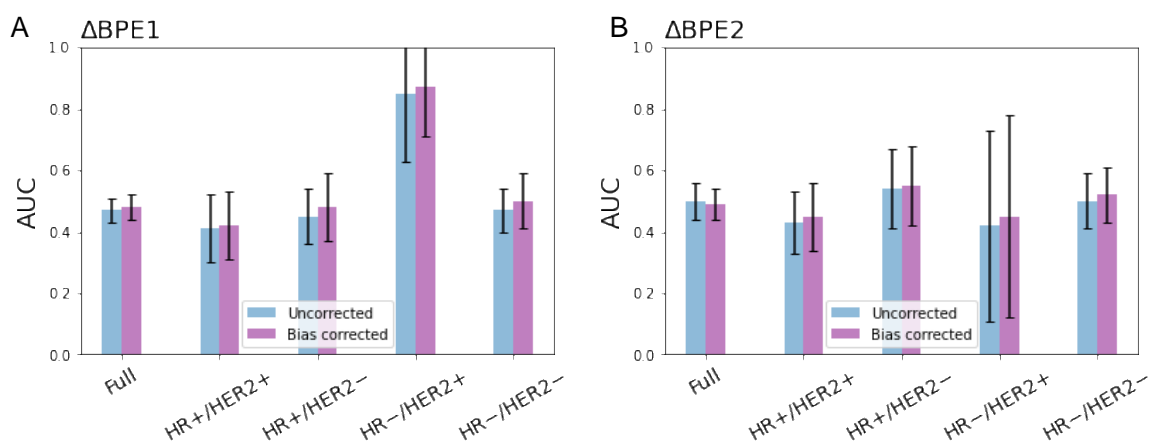 A ΔBPE1
1 0
0.8
0.6
0.4
0.2
0.0
AUC
Uncorrected
Bias corrected
Full
HR+/HER2+
HR+/HER2−
HR−/HER2+
HR−/HER2−
B ΔBPE2
1 0
0.8
0.6
0.4
0.2
0.0
AUC
Uncorrected
Bias corrected
Full
HR+/HER2+
HR+/HER2−
HR−/HER2+
HR−/HER2−